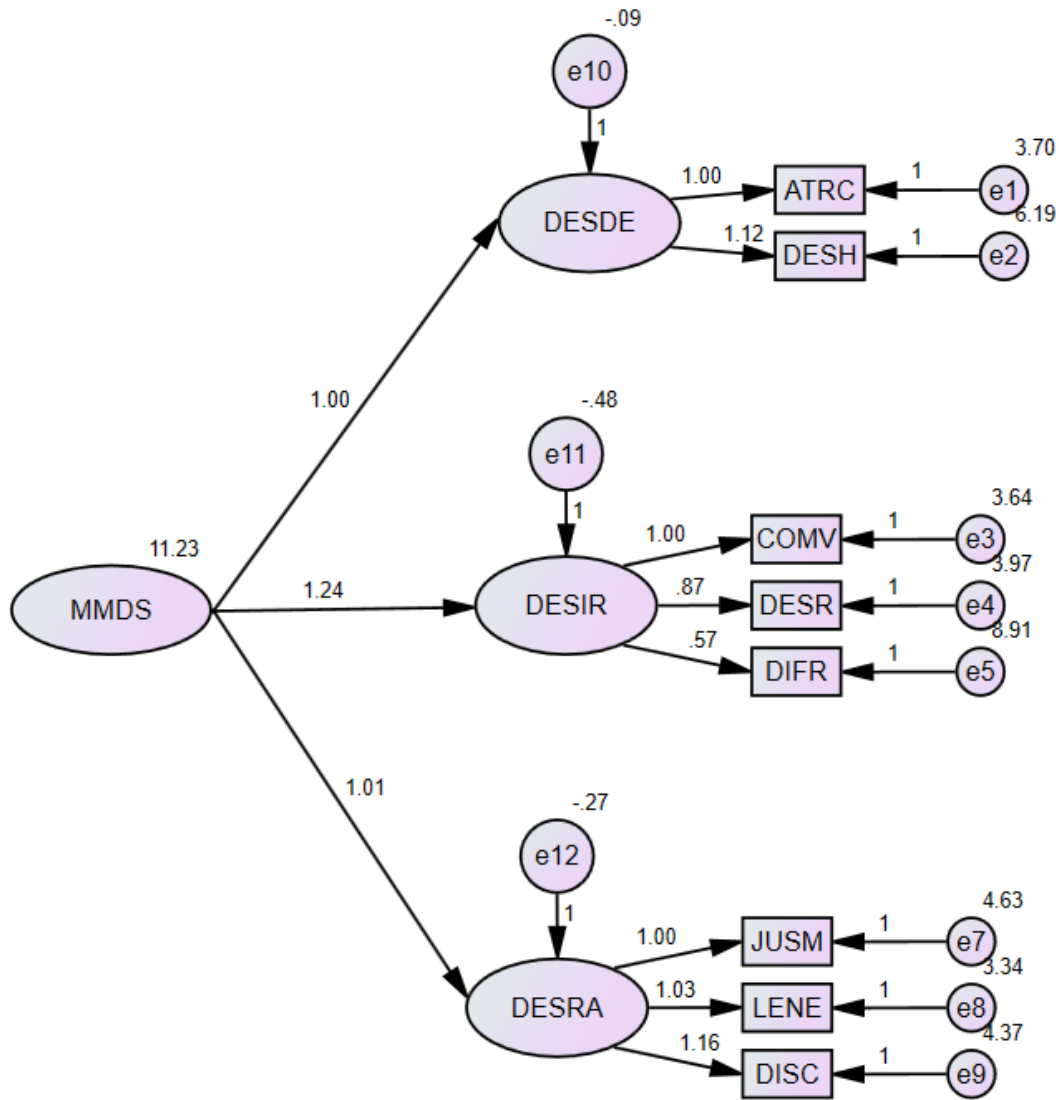 -.09
e10
1
3.70
1.00
ATRC
1
e1
DESDE
6.19
1.12
DESH
1
e2
1.00
-.48
e11
1
3.64
1.00
COMV
1
e3
11.23
3.97
MMDS
1.24
DESIR
.87
DESR
1
e4
8.91
.57
DIFR
1
e5
1.01
-.27
e12
1
4.63
1.00
JUSM
1
e7
3.34
DESRA
1.03
LENE
1
e8
4.37
1.16
DISC
1
e9